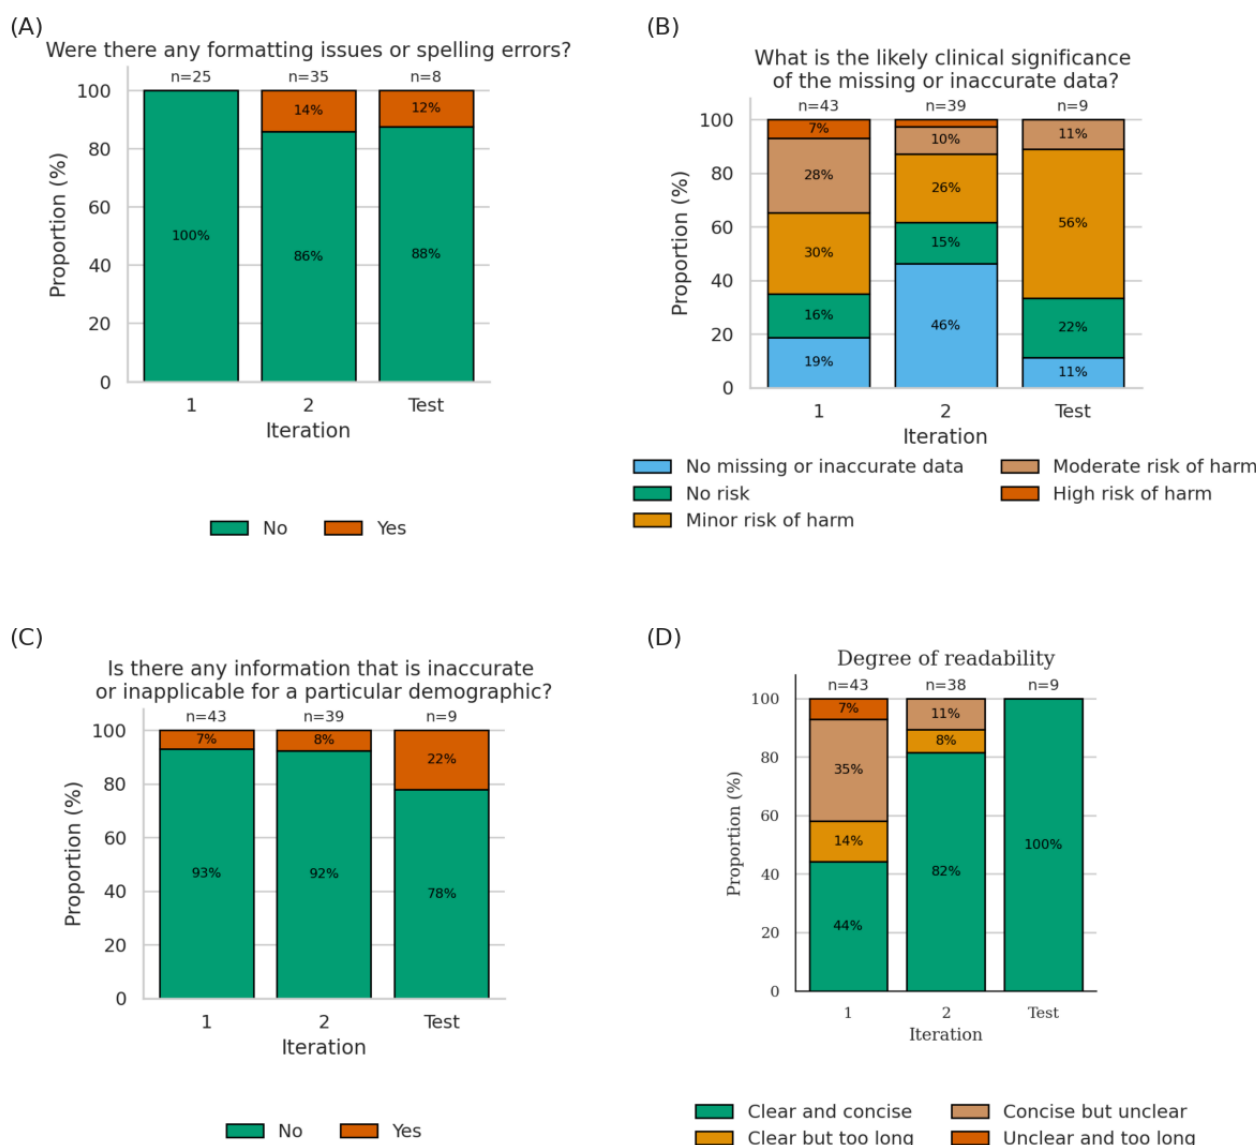 (A)
Were there any formatting issues or spelling errors?
n=25 n=35 n=8
100
80
60
40
20
0
Proportion (%)
14%
12%
100%
86%
88%
1 2 Test
Iteration
No Yes
(B)
What is the likely clinical significance
of the missing or inaccurate data?
n=43 n=39 n=9
100
80
60
40
20
0
Proportion (%)
7%
28%
30%
16%
19%
10%
26%
15%
46%
11%
56%
22%
11%
1 2 Test
Iteration
No missing or inaccurate data
No risk
Minor risk of harm
Moderate risk of harm
High risk of harm
(C)
Is there any information that is inaccurate
or inapplicable for a particular demographic?
n=43 n=39 n=9
100
80
60
40
20
0
Proportion (%)
7%
8%
22%
93%
92%
78%
1 2 Test
Iteration
No Yes
(D)
Degree of readability
n=43 n=38 n=9
100
80
60
40
20
0
Proportion (%)
7%
35%
14%
44%
11%
8%
82%
100%
1 2 Test
Iteration
Clear and concise
Clear but too long
Concise but unclear
Unclear and too long